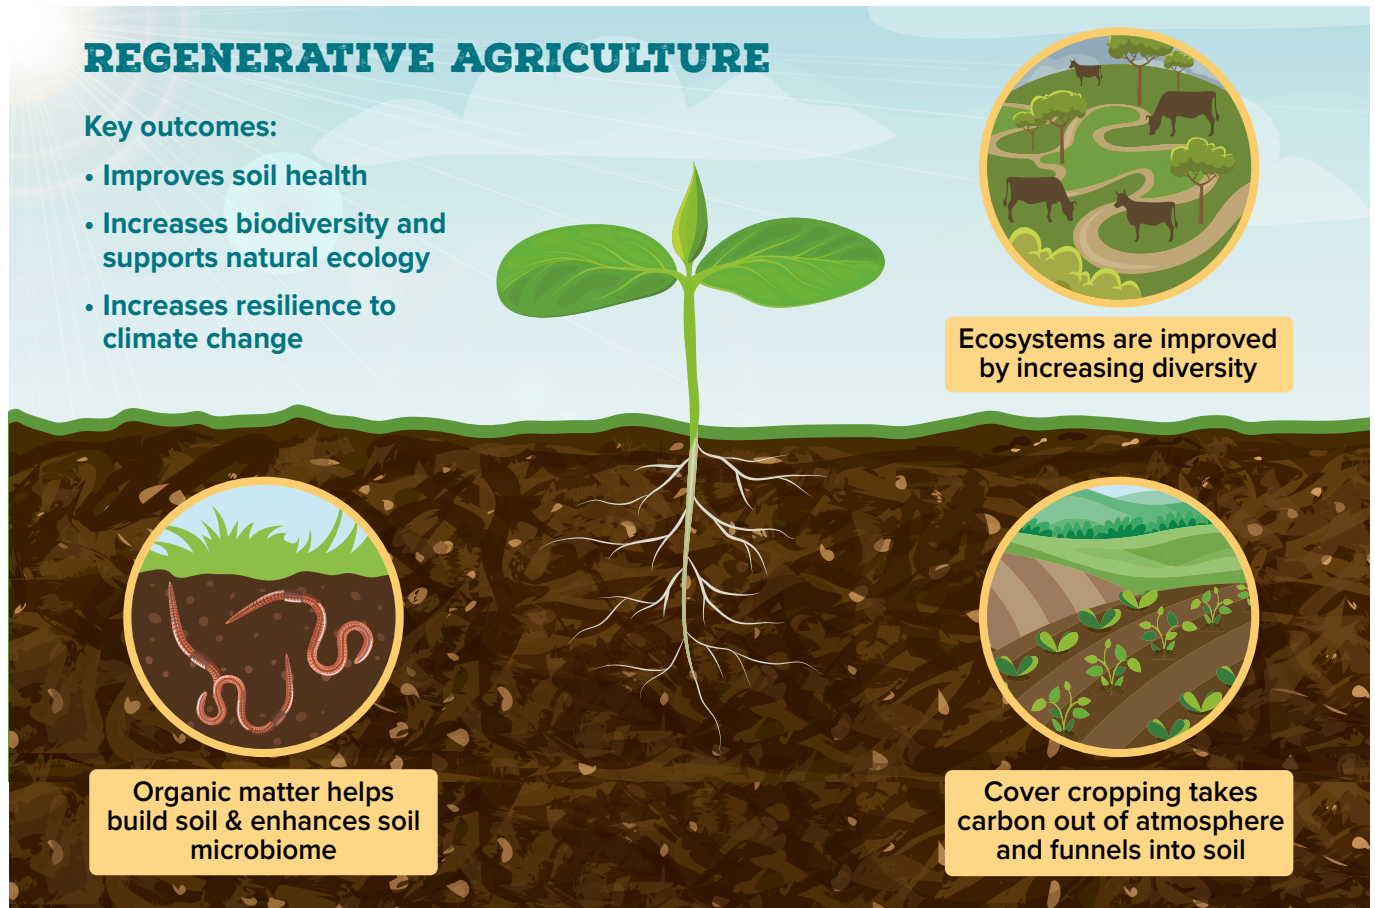 REGENERATIVE AGRICULTURE
Key outcomes:
• Improves soil health
• Increases biodiversity and
supports natural ecology
• Increases resilience to
climate change
Ecosystems are improved
by increasing diversity
Organic matter helps
build soil & enhances soil
microbiome
Cover cropping takes
carbon out of atmosphere
and funnels into soil